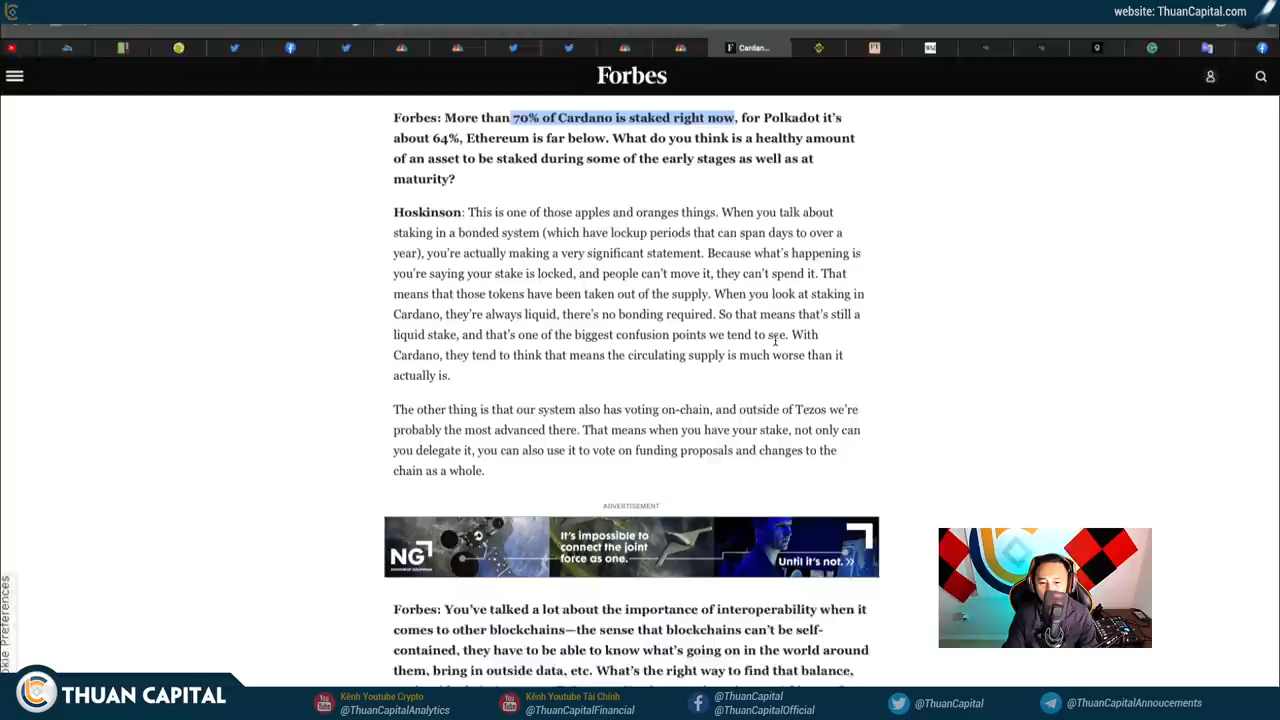 website: ThuanCapital.com
Cardan...
Forbes
Forbes: More than 70% of Cardano is staked right now, for Polkadot it's
about 64%, Ethereum is far below. What do you think is a healthy amount
of an asset to be staked during some of the early stages as well as at
maturity?
Hoskinson: This is one of those apples and oranges things. When you talk about
staking in a bonded system (which have lockup periods that can span days to over a
year), you're actually making a very significant statement. Because what's happening is
you're saying your stake is locked, and people can't move it, they can't spend it. That
means that those tokens have been taken out of the supply. When you look at staking in
Cardano, they're always liquid, there's no bonding required. So that means that's still a
liquid stake, and that's one of the biggest confusion points we tend to see. With
Cardano, they tend to think that means the circulating supply is much worse than it
actually is.
The other thing is that our system also has voting on-chain, and outside of Tezos we're
probably the most advanced there. That means when you have your stake, not only can
you delegate it, you can also use it to vote on funding proposals and changes to the
chain as a whole.
ADVERTISEMENT
NG
It's impossible to
connect the joint
force as one.
Until it's not. >>
Forbes: You've talked a lot about the importance of interoperability when it
comes to other blockchains—the sense that blockchains can't be self-
contained, they have to be able to know what's going on in the world around
them, bring in outside data, etc. What's the right way to find that balance,
okie Preferences
THUAN CAPITAL
Kênh Youtube Crypto
@ThuanCapitalAnalytics
Kênh Youtube Tài Chính
@ThuanCapitalFinancial
@ThuanCapital
@ThuanCapitalOfficial
@ThuanCapital
@ThuanCapitalAnnoucements